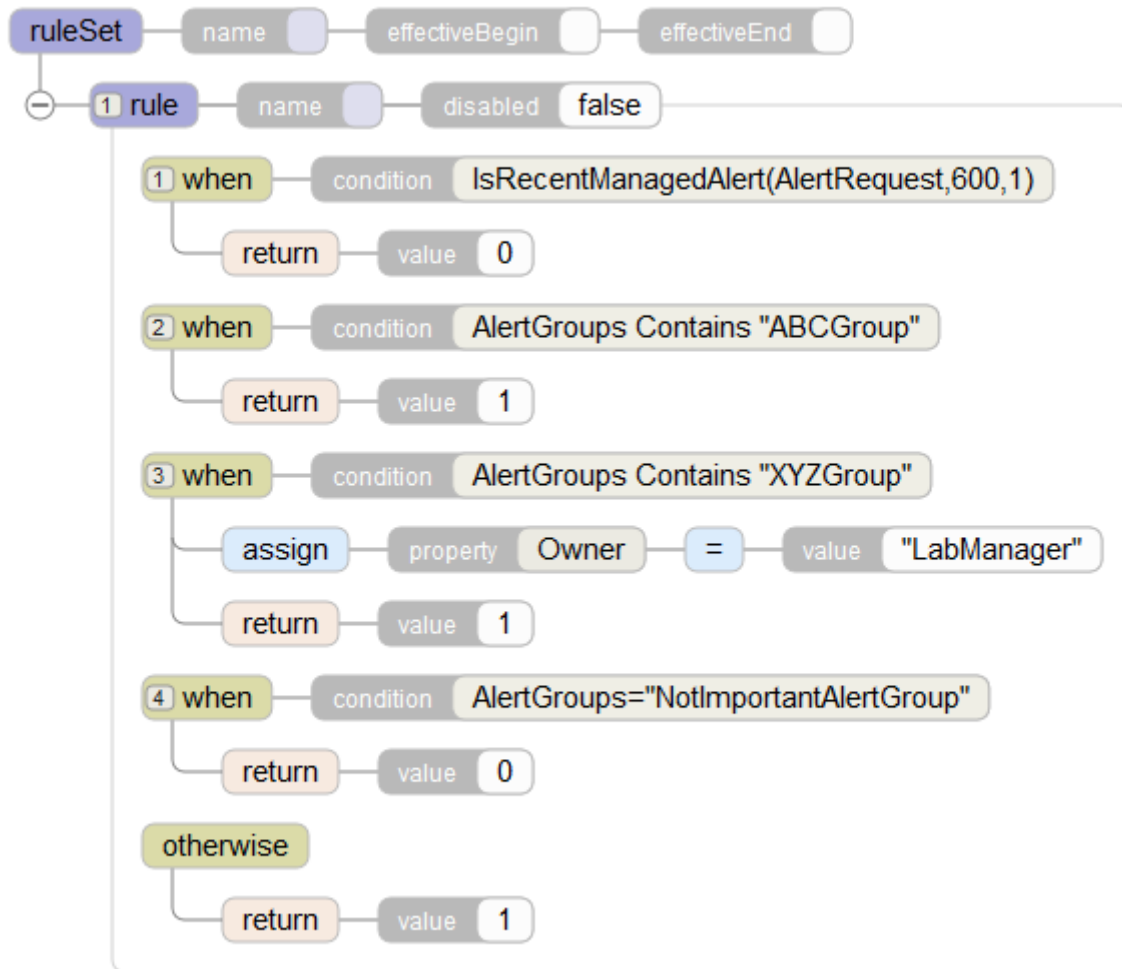 ruleSet name effectiveBegin effectiveEnd
1 rule name disabled false
1 when condition IsRecentManagedAlert(AlertRequest,600,1)
return value 0
2 when condition AlertGroups Contains "ABCGroup"
return value 1
3 when condition AlertGroups Contains "XYZGroup"
assign property Owner = value "LabManager"
return value 1
4 when condition AlertGroups="NotImportantAlertGroup"
return value 0
otherwise
return value 1